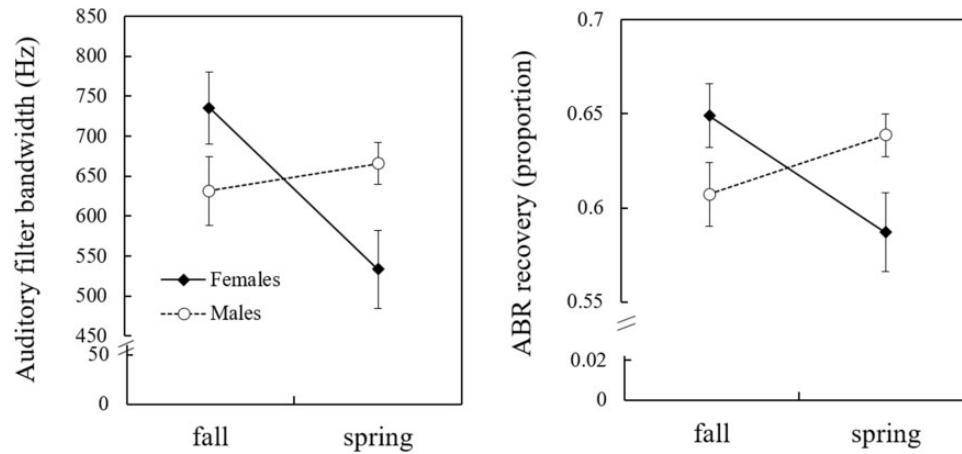 Auditory filter bandwidth (Hz)
850
800
750
700
650
600
550
500
450
50
0
Females
Males
fall spring
ABR recovery (proportion)
0.7
0.65
0.6
0.55
0.02
0
fall spring